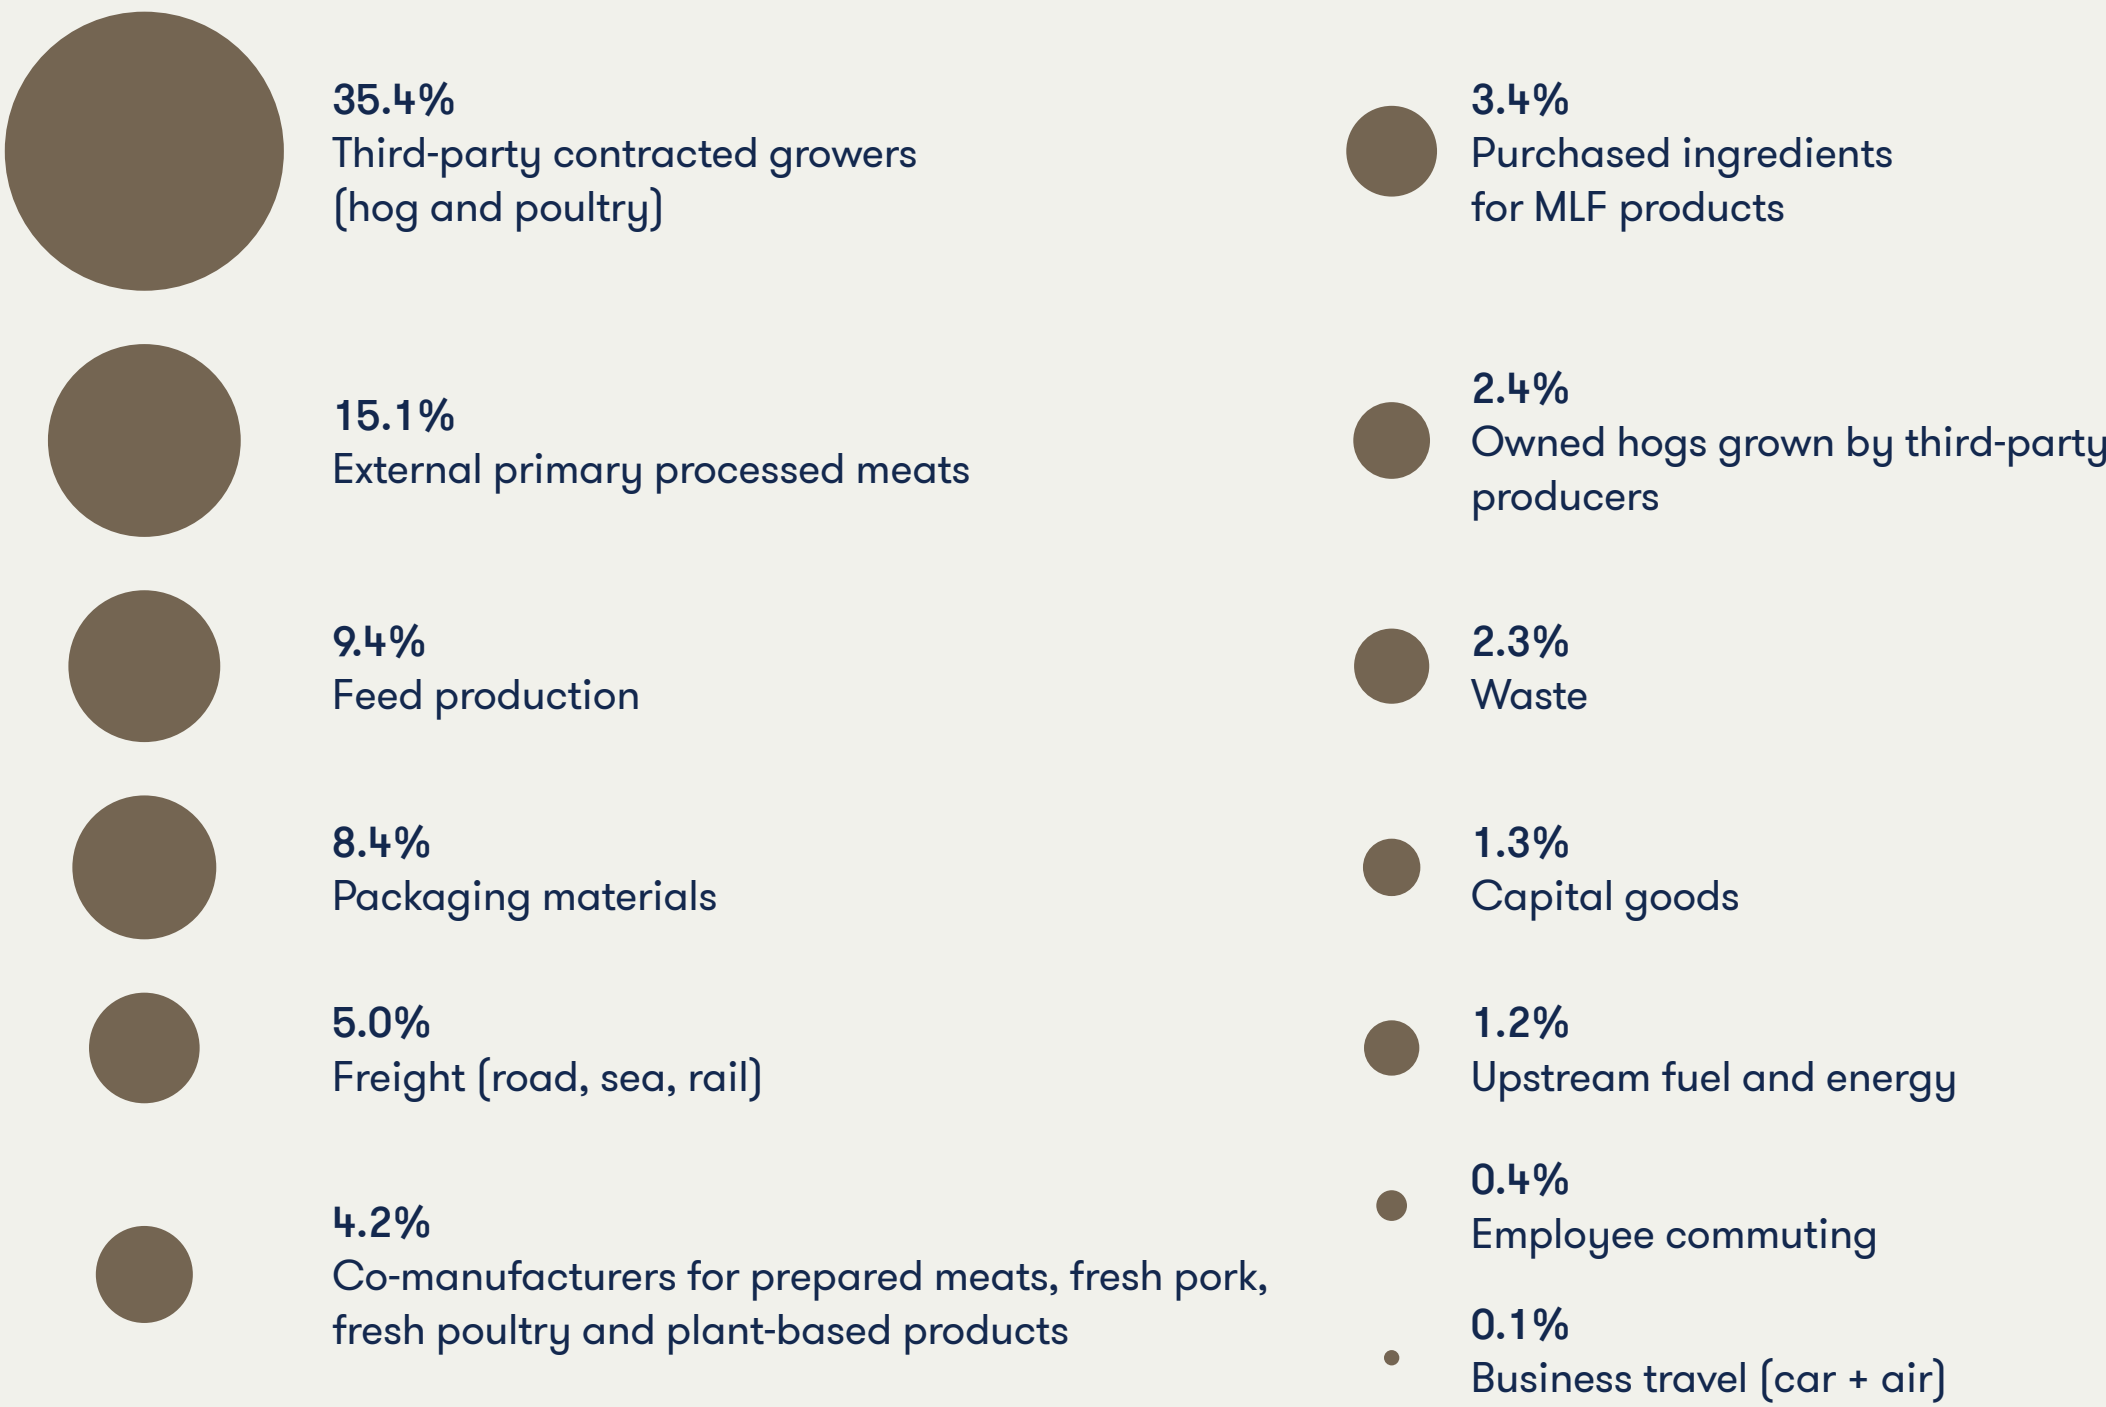 35.4%
Third-party contracted growers
(hog and poultry)
15.1%
External primary processed meats
9.4%
Feed production
8.4%
Packaging materials
5.0%
Freight (road, sea, rail)
4.2%
Co-manufacturers for prepared meats, fresh pork,
fresh poultry and plant-based products
3.4%
Purchased ingredients
for MLF products
2.4%
Owned hogs grown by third-party
producers
2.3%
Waste
1.3%
Capital goods
1.2%
Upstream fuel and energy
0.4%
Employee commuting
0.1%
Business travel (car + air)